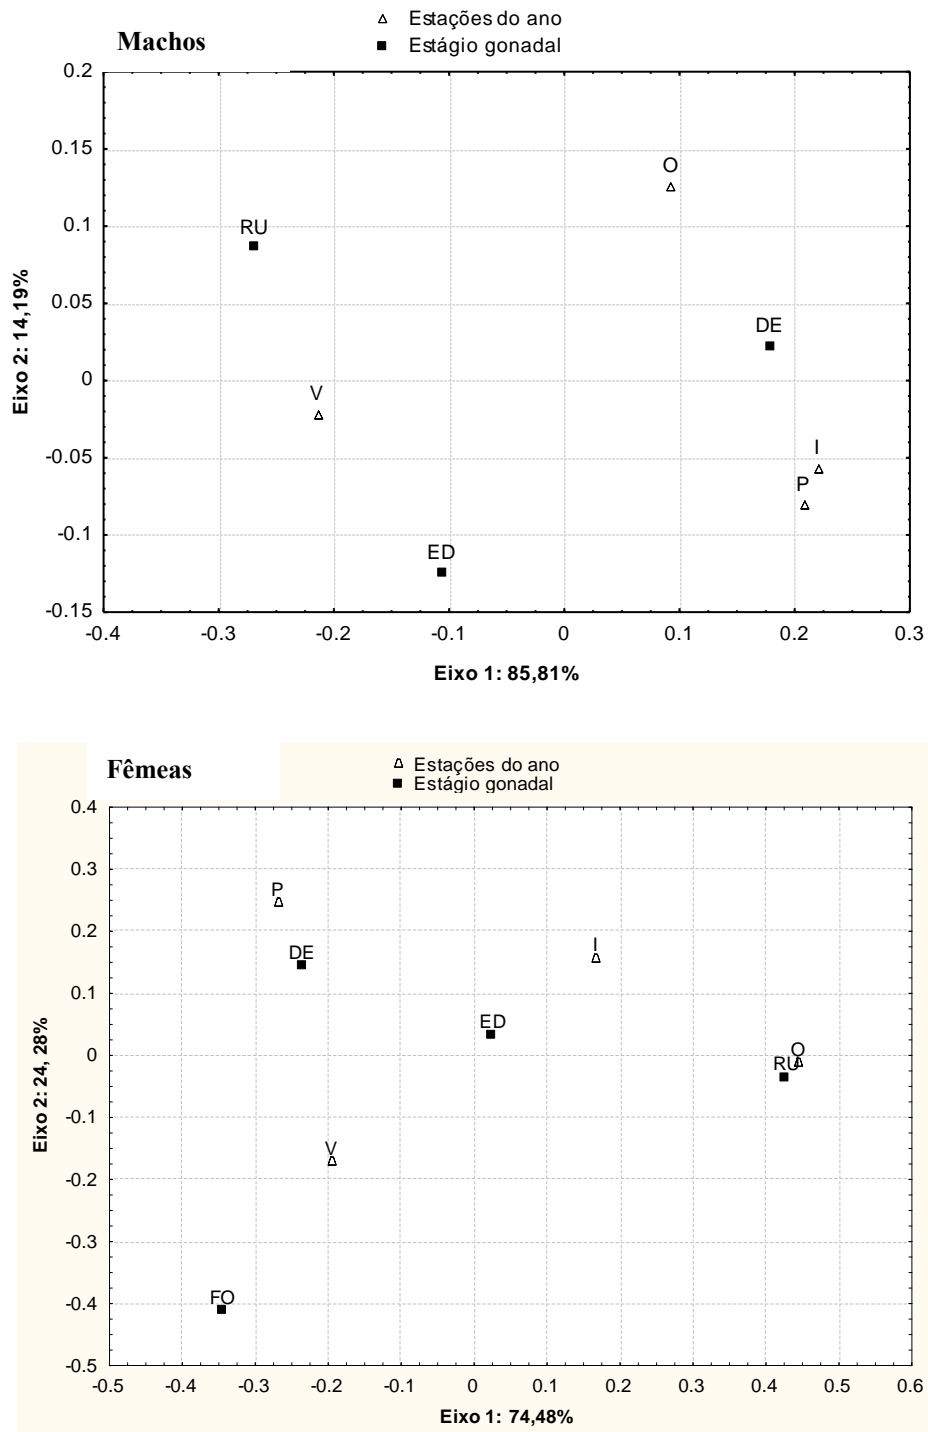 Machos
Estações do ano
Estágio gonadal
0.2
0.15
0.1
0.05
0
-0.05
-0.1
-0.15
Eixo 2: 14,19%
O
RU
DE
V
I
P
ED
-0.4 -0.3 -0.2 -0.1 0 0.1 0.2 0.3
Eixo 1: 85,81%
Fêmeas
Estações do ano
Estágio gonadal
0.4
0.3
0.2
0.1
0
-0.1
-0.2
-0.3
-0.4
-0.5
Eixo 2: 24, 28%
P
DE
I
ED
O
RU
V
FO
-0.5 -0.4 -0.3 -0.2 -0.1 0 0.1 0.2 0.3 0.4 0.5 0.6
Eixo 1: 74,48%